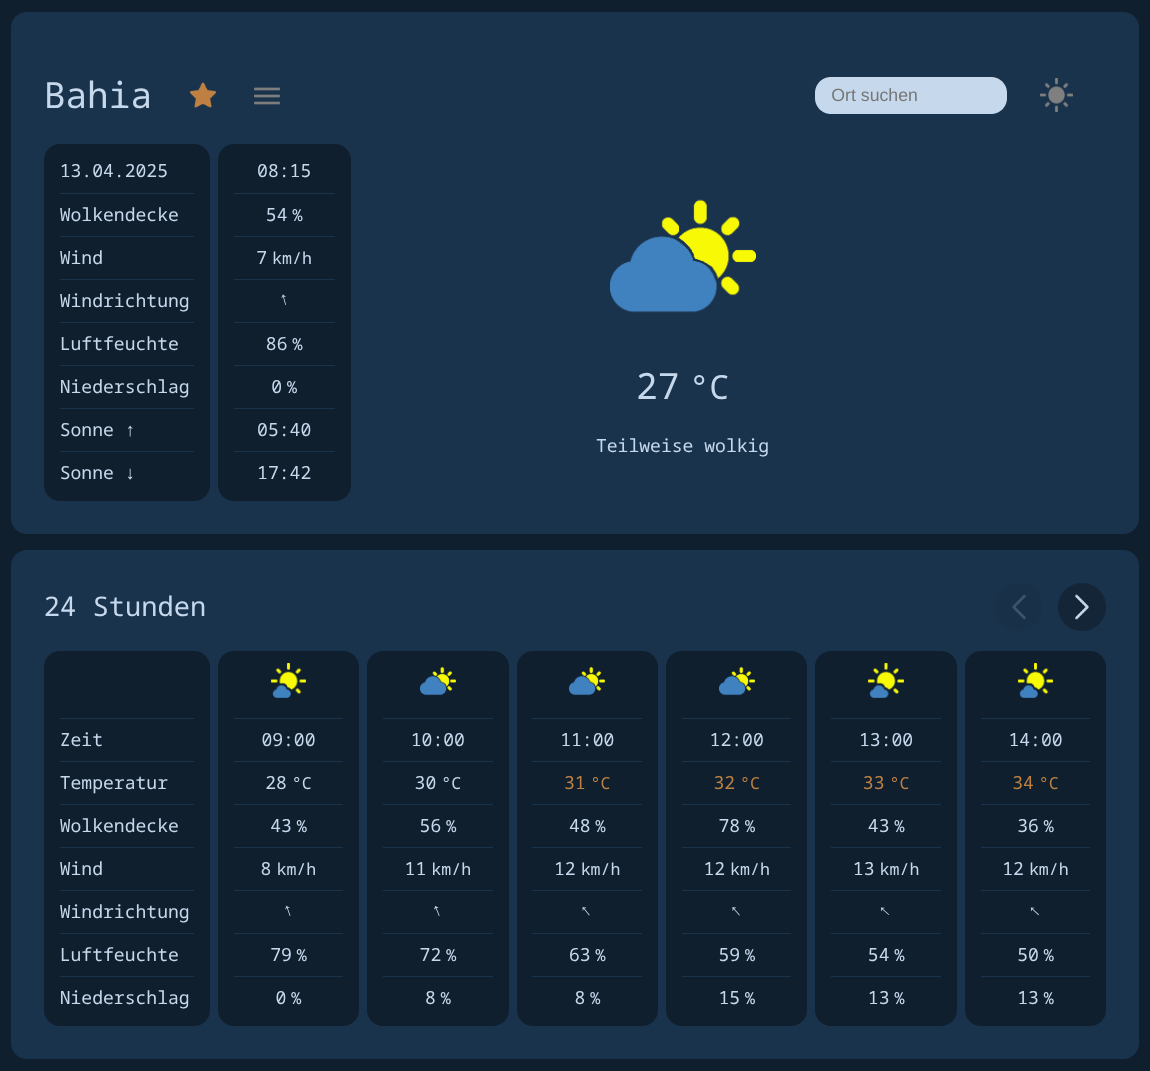 Bahia
Ort suchen
13.04.2025 08:15
Wolkendecke 54 %
Wind 7 km/h
Windrichtung ↑
Luftfeuchte 86 %
Niederschlag 0 %
Sonne ↑ 05:40
Sonne ↓ 17:42
27 °C
Teilweise wolkig
24 Stunden
Zeit 09:00 10:00 11:00 12:00 13:00 14:00
Temperatur 28 °C 30 °C 31 °C 32 °C 33 °C 34 °C
Wolkendecke 43 % 56 % 48 % 78 % 43 % 36 %
Wind 8 km/h 11 km/h 12 km/h 12 km/h 13 km/h 12 km/h
Windrichtung ↑ ↑ ↖ ↖ ↖ ↖
Luftfeuchte 79 % 72 % 63 % 59 % 54 % 50 %
Niederschlag 0 % 8 % 8 % 15 % 13 % 13 %